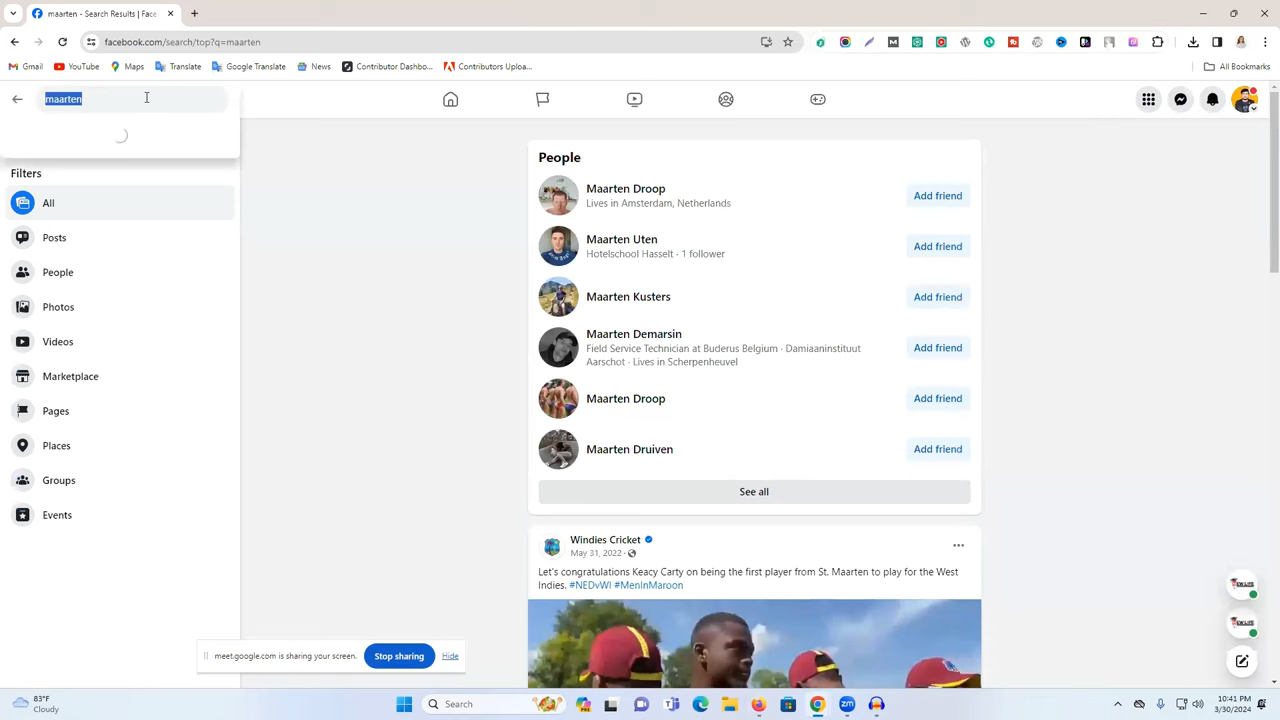 maarten - Search Results | Face
facebook.com/search/top?q=maarten
Gmail
YouTube
Maps
Translate
Google Translate
News
Contributor Dashbo...
Contributors Uploa...
All Bookmarks
maarten
Filters
All
Posts
People
Photos
Videos
Marketplace
Pages
Places
Groups
Events
People
Maarten Droop
Lives in Amsterdam, Netherlands
Add friend
Maarten Uten
Hotelschool Hasselt · 1 follower
Add friend
Maarten Kusters
Add friend
Maarten Demarsin
Field Service Technician at Buderus Belgium · Damiaaninstituut
Aarschot · Lives in Scherpenheuvel
Add friend
Maarten Droop
Add friend
Maarten Druiven
Add friend
See all
Windies Cricket
May 31, 2022 ·
Let's congratulations Keacy Carty on being the first player from St. Maarten to play for the West
Indies. #NEDvWI #MenInMaroon
meet.google.com is sharing your screen.
Stop sharing
Hide
83°F
Cloudy
Search
zm
10:41 PM
3/30/2024